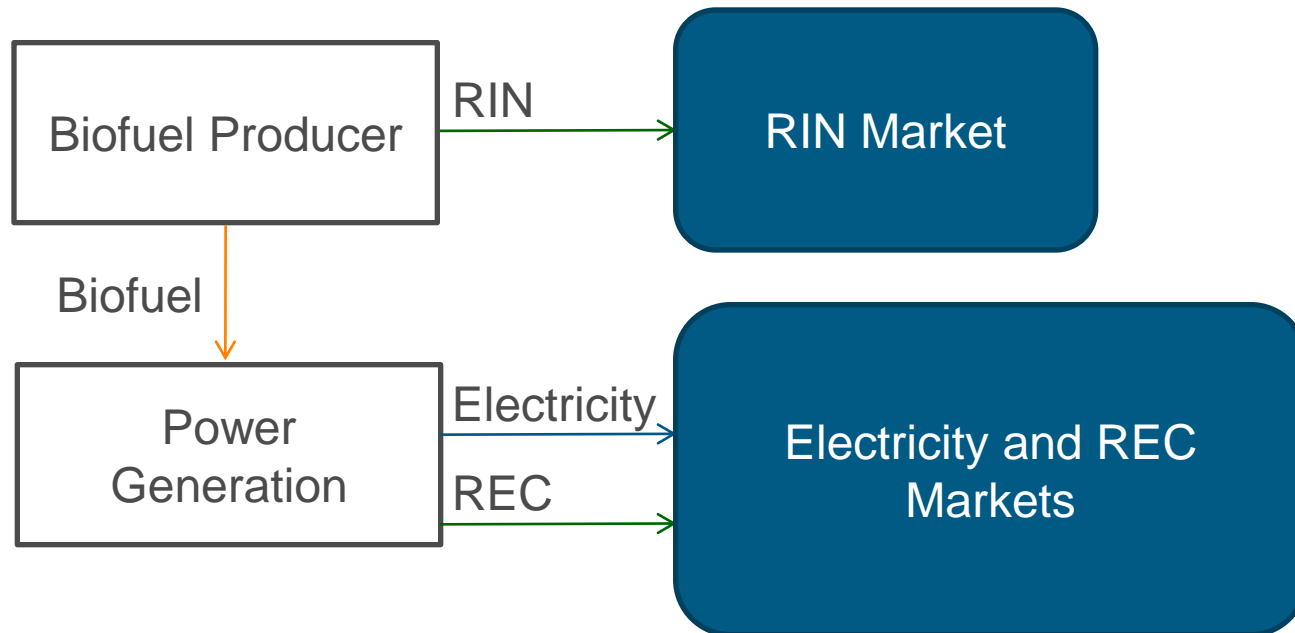 Biofuel Producer
RIN
RIN Market
Biofuel
Power
Generation
Electricity
REC
Electricity and REC
Markets